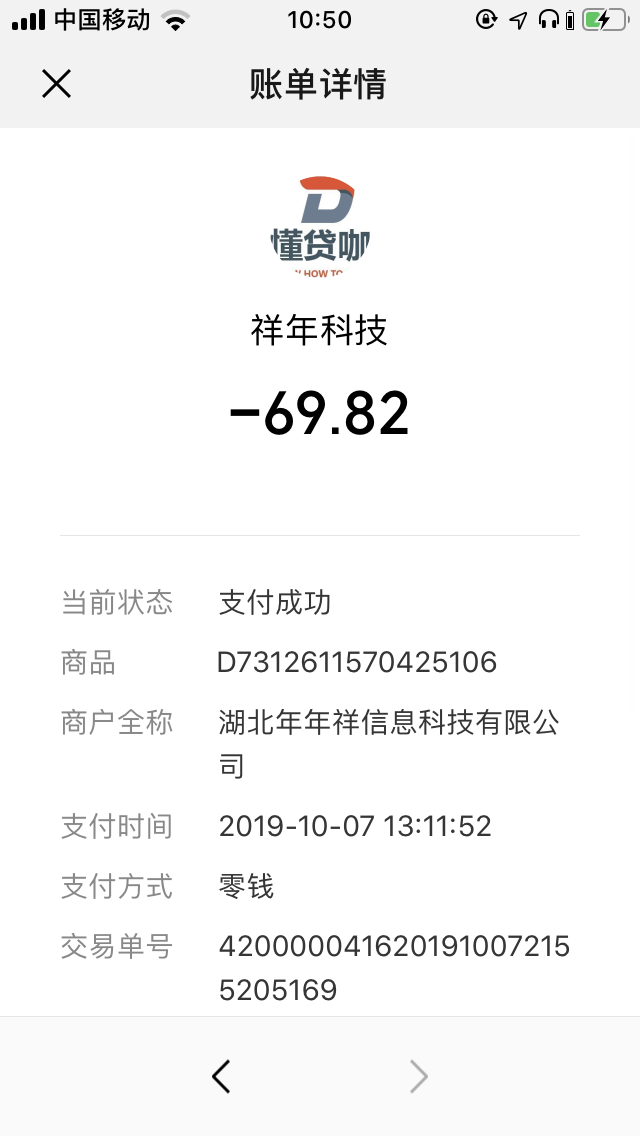 中国移动
10:50
账单详情
D
懂贷咖
HOW TO
祥年科技
-69.82
当前状态 支付成功
商品 D7312611570425106
商户全称 湖北年年祥信息科技有限公
司
支付时间 2019-10-07 13:11:52
支付方式 零钱
交易单号 420000041620191007215
5205169